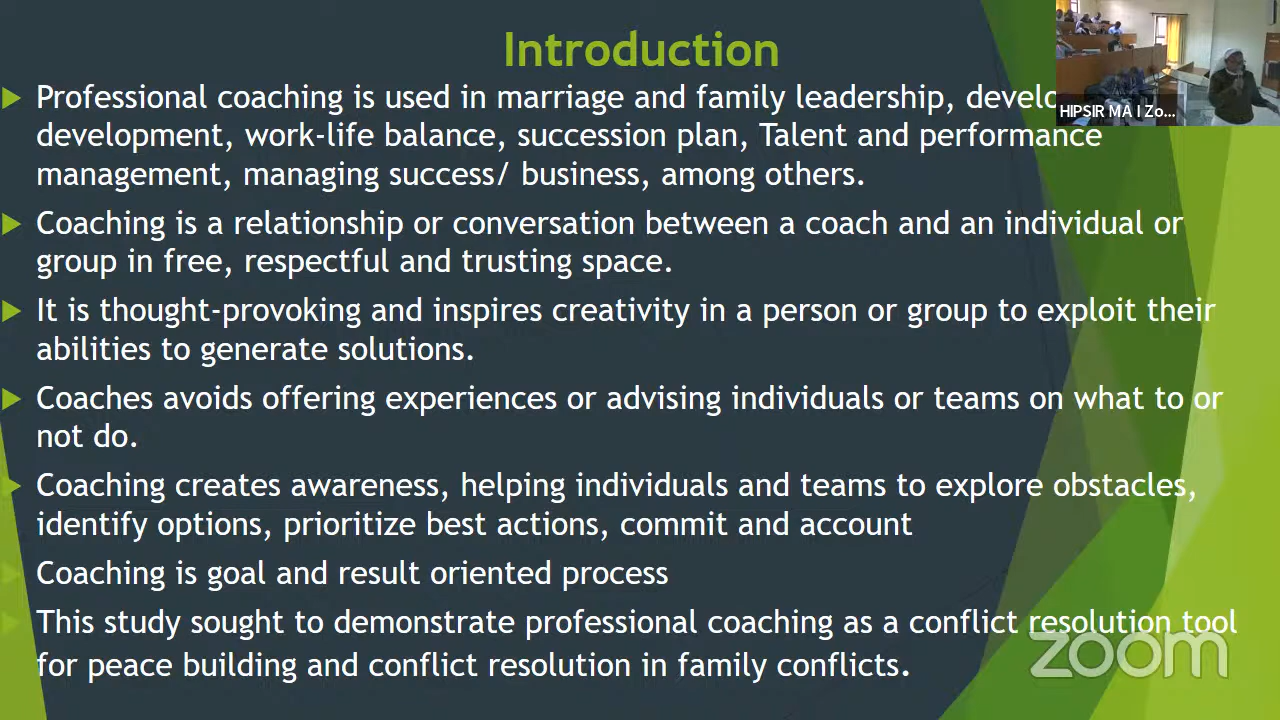 Introduction
Professional coaching is used in marriage and family leadership,
development, work-life balance, succession plan, Talent and performance
management, managing success/ business, among others.
Coaching is a relationship or conversation between a coach and an individual or
group in free, respectful and trusting space.
It is thought-provoking and inspires creativity in a person or group to exploit their
abilities to generate solutions.
Coaches avoids offering experiences or advising individuals or teams on what to or
not do.
Coaching creates awareness, helping individuals and teams to explore obstacles,
identify options, prioritize best actions, commit and account
Coaching is goal and result oriented process
This study sought to demonstrate professional coaching as a conflict resolution tool
for peace building and conflict resolution in family conflicts.
HIPSIR MA I Zo...
zoom